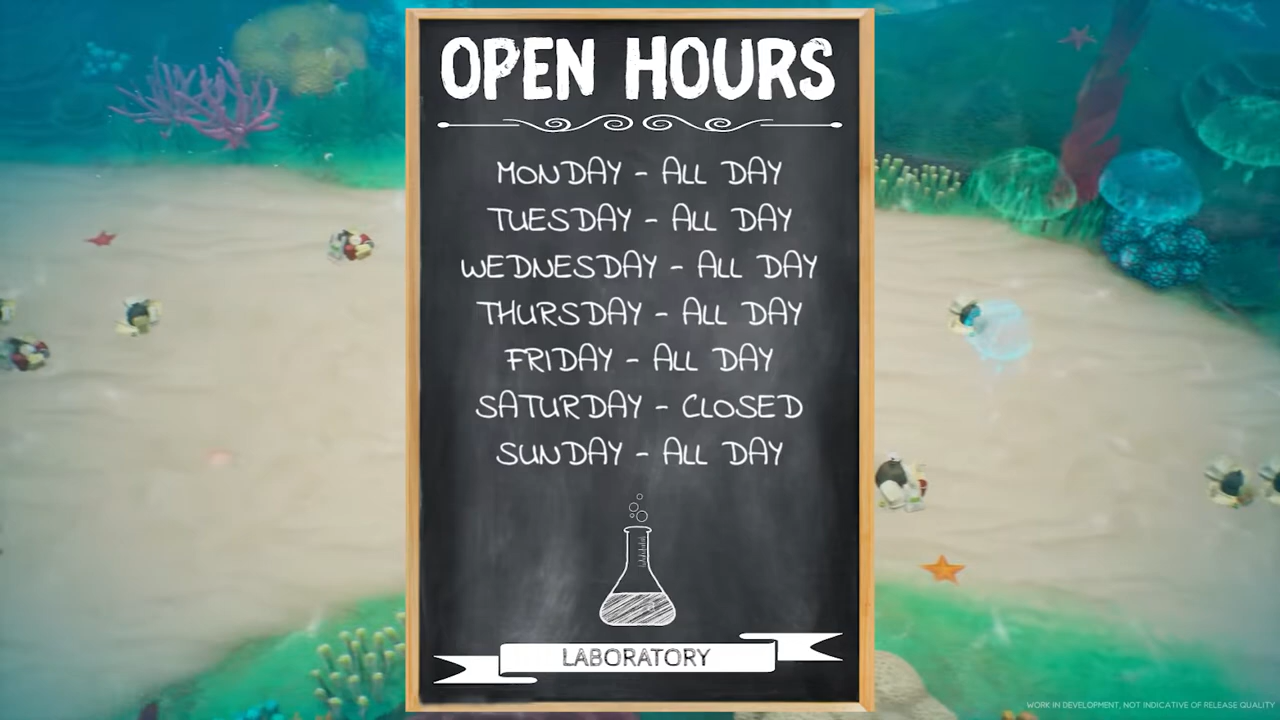 OPEN HOURS
MONDAY - ALL DAY
TUESDAY - ALL DAY
WEDNESDAY - ALL DAY
THURSDAY - ALL DAY
FRIDAY - ALL DAY
SATURDAY - CLOSED
SUNDAY - ALL DAY
LABORATORY
WORK IN DEVELOPMENT, NOT INDICATIVE OF RELEASE QUALITY